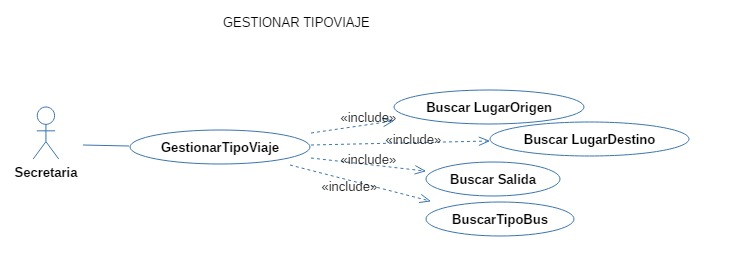 GESTIONAR TIPOVIAJE
«include»
Buscar LugarOrigen
«include»
Buscar LugarDestino
GestionarTipoViaje
«include»
Buscar Salida
Secretaria
«include»
BuscarTipoBus